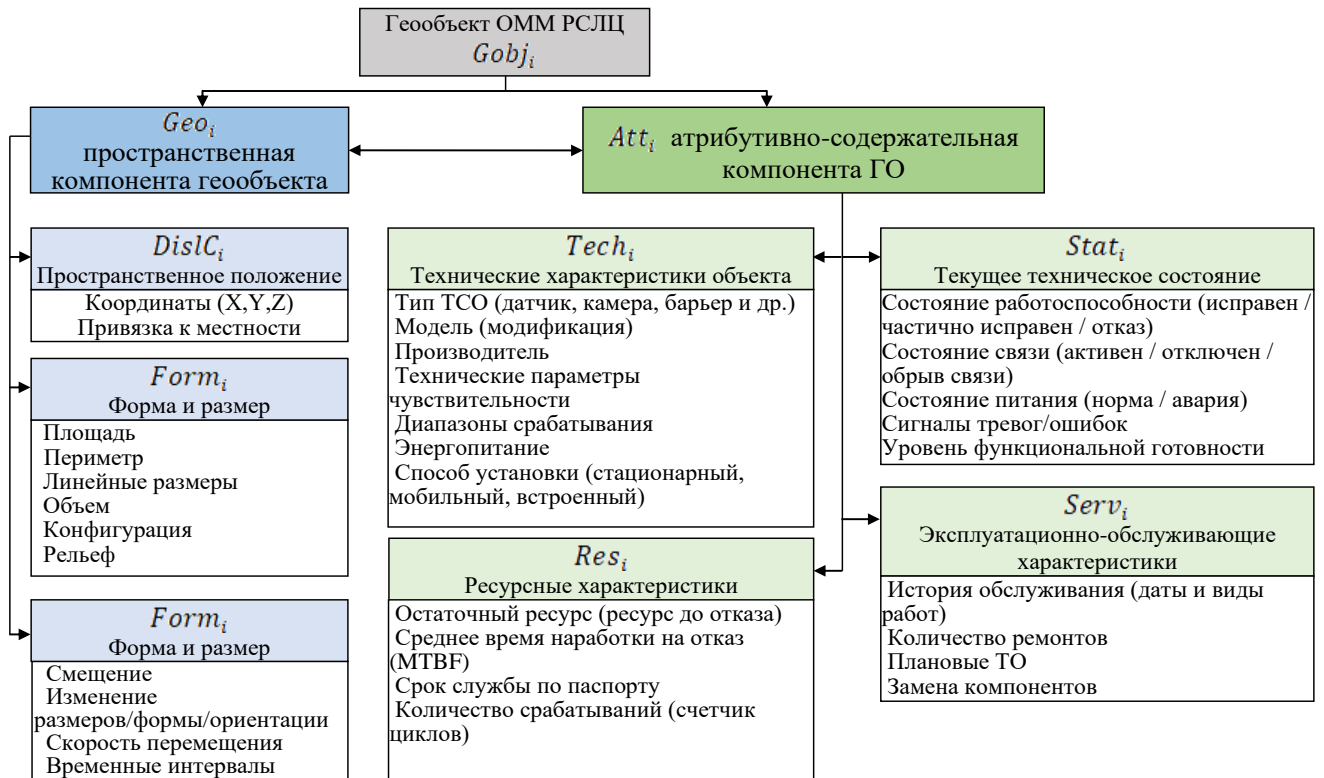 Геообъект ОММ РСЛЦ
Gobj_i
Geo_i
пространственная
компонента геообъекта
Att_i атрибутивно-содержательная
компонента ГО
DislC_i
Пространственное положение
Координаты (X,Y,Z)
Привязка к местности
Form_i
Форма и размер
Площадь
Периметр
Линейные размеры
Объем
Конфигурация
Рельеф
Form_i
Форма и размер
Смещение
Изменение
размеров/формы/ориентации
Скорость перемещения
Временные интервалы
Tech_i
Технические характеристики объекта
Тип ТСО (датчик, камера, барьер и др.)
Модель (модификация)
Производитель
Технические параметры
чувствительности
Диапазоны срабатывания
Энергопитание
Способ установки (стационарный,
мобильный, встроенный)
Res_i
Ресурсные характеристики
Остаточный ресурс (ресурс до отказа)
Среднее время наработки на отказ
(MTBF)
Срок службы по паспорту
Количество срабатываний (счетчик
циклов)
Stat_i
Текущее техническое состояние
Состояние работоспособности (исправен /
частично исправен / отказ)
Состояние связи (активен / отключен /
обрыв связи)
Состояние питания (норма / авария)
Сигналы тревог/ошибок
Уровень функциональной готовности
Serv_i
Эксплуатационно-обслуживающие
характеристики
История обслуживания (даты и виды
работ)
Количество ремонтов
Плановые ТО
Замена компонентов